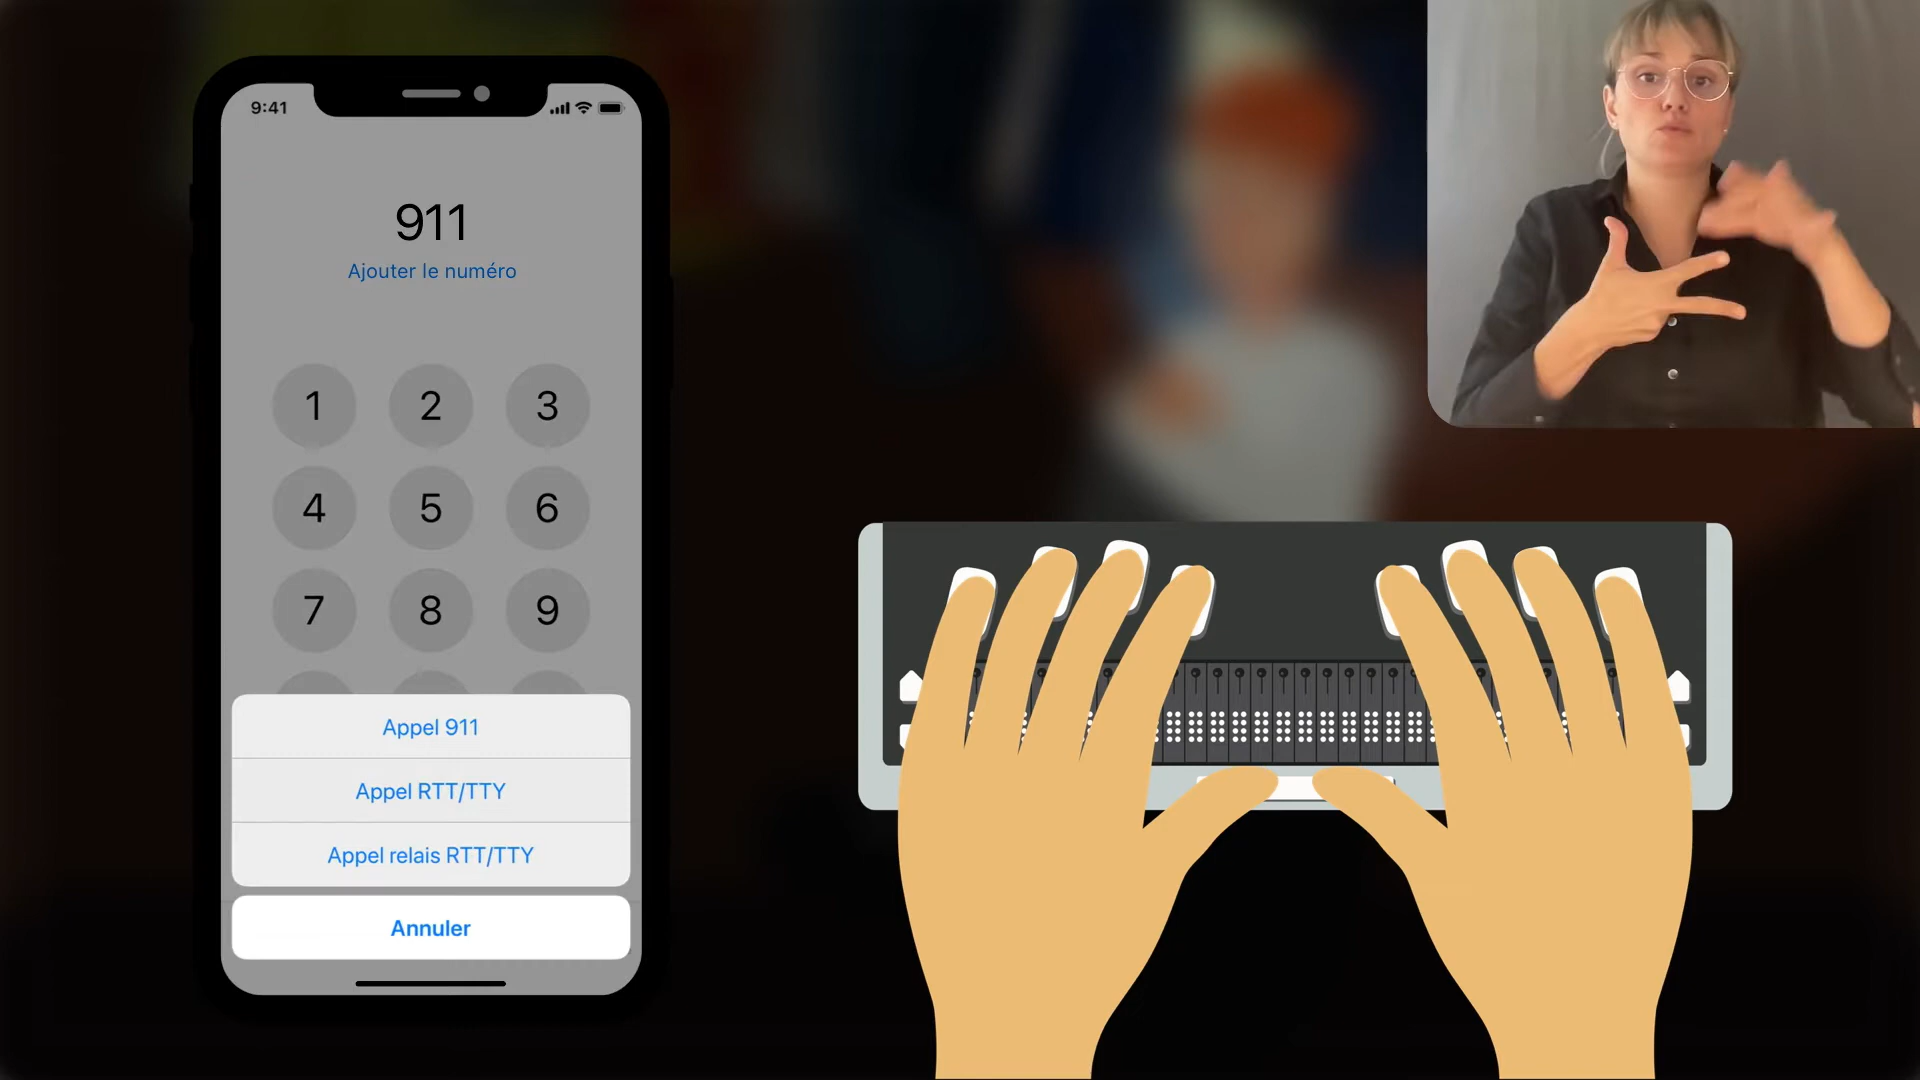 9:41
911
Ajouter le numéro
1 2 3
4 5 6
7 8 9
Appel 911
Appel RTT/TTY
Appel relais RTT/TTY
Annuler